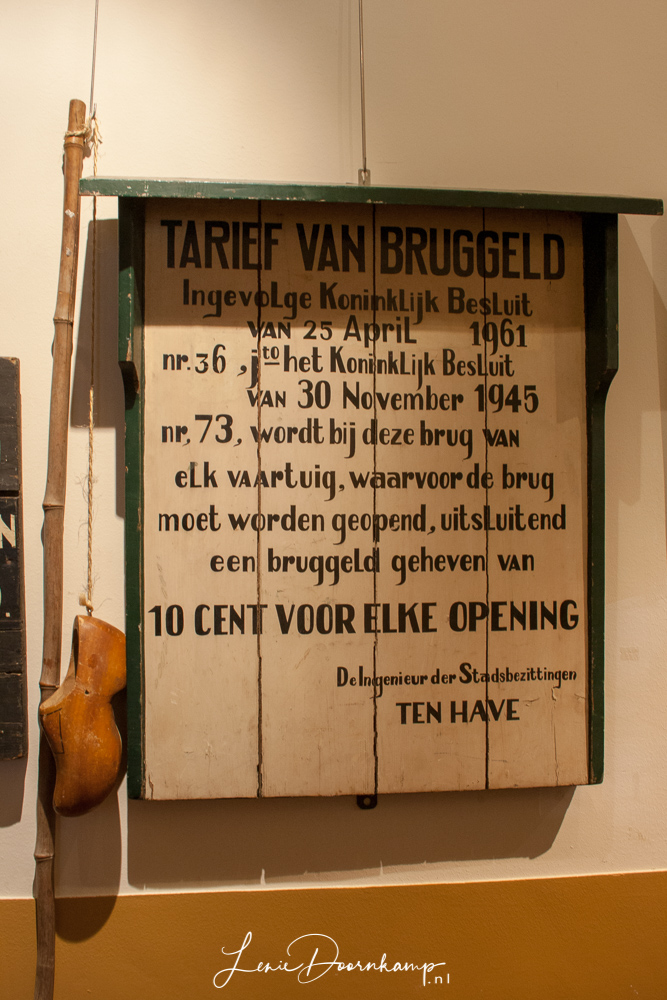 TARIEF VAN BRUGGELD
Ingevolge Koninklijk Besluit
van 25 April 1961
nr. 36, jto het Koninklijk Besluit
van 30 November 1945
nr, 73, wordt bij deze brug van
elk vaartuig, waarvoor de brug
moet worden geopend, uitsluitend
een bruggeld geheven van
10 CENT VOOR ELKE OPENING
De Ingenieur der Stadsbezittingen
TEN HAVE
N
Lenie Doornkamp.nl